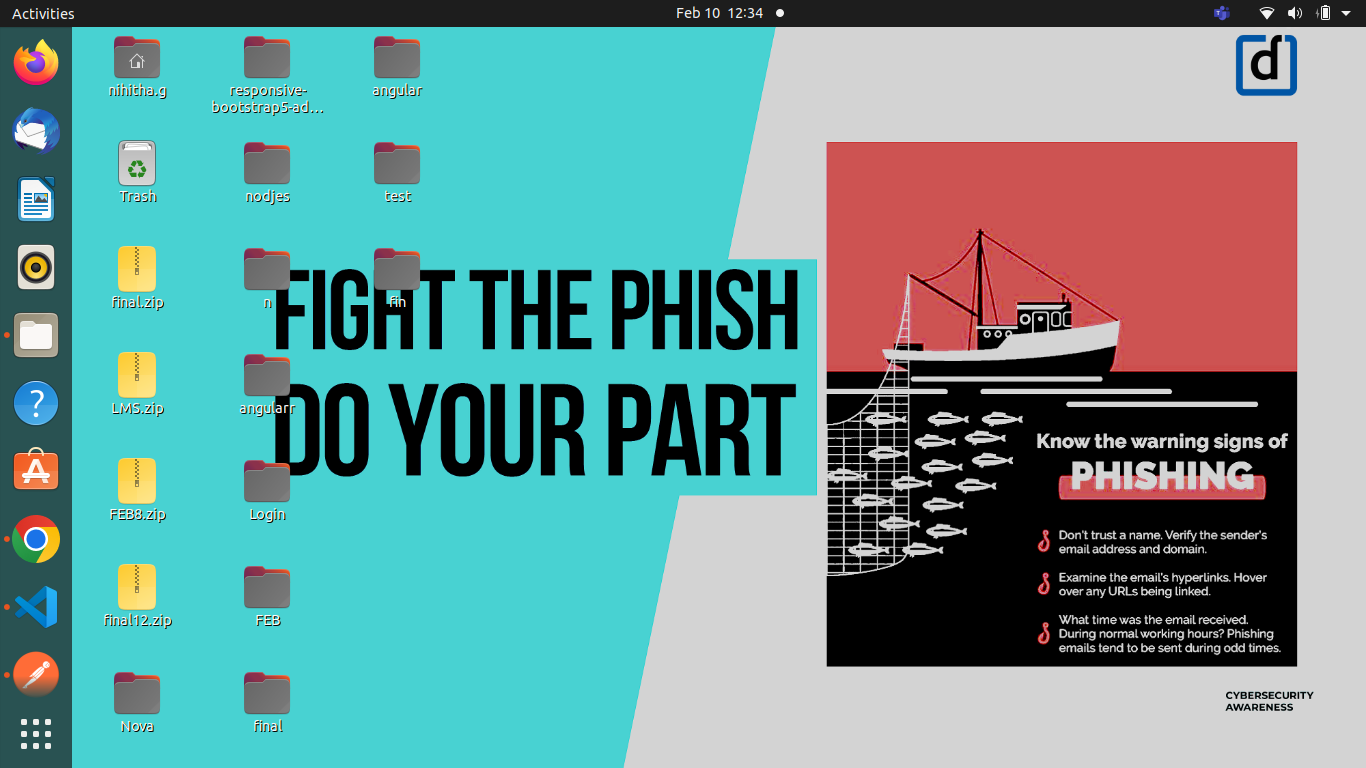 Activities
Feb 10 12:34
nihitha.g
responsive-
bootstrap5-ad...
angular
Trash
nodjes
test
final.zip
n
fin
FIGHT THE PHISH
LMS.zip
angularr
DO YOUR PART
FEB8.zip
Login
final12.zip
FEB
Nova
final
d
Know the warning signs of
PHISHING
Don't trust a name. Verify the sender's
email address and domain.
Examine the email's hyperlinks. Hover
over any URLs being linked.
What time was the email received.
During normal working hours? Phishing
emails tend to be sent during odd times.
CYBERSECURITY
AWARENESS